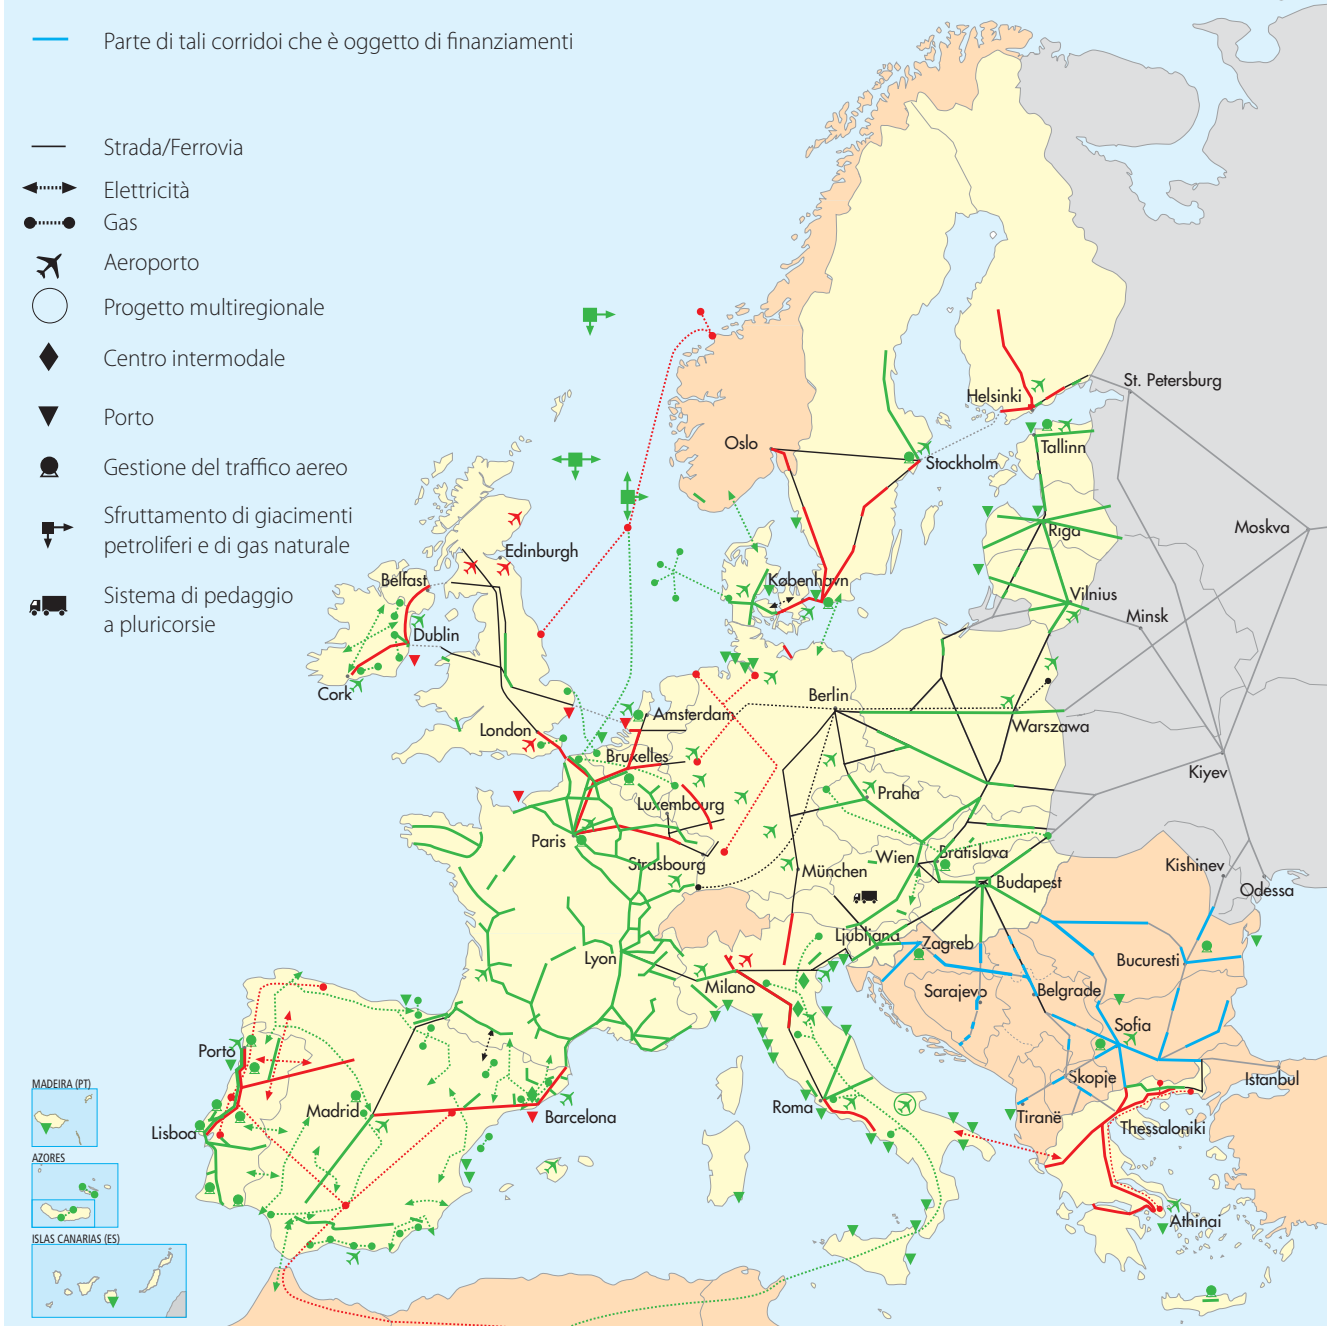 Parte di tali corridoi che è oggetto di finanziamenti
Strada/Ferrovia
Elettricità
Gas
Aeroporto
Progetto multiregionale
Centro intermodale
Porto
Gestione del traffico aereo
Sfruttamento di giacimenti
petroliferi e di gas naturale
Sistema di pedaggio
a pluricorsie
Helsinki
St. Petersburg
Oslo
Stockholm
Tallinn
Riga
Moskva
Edinburgh
Belfast
København
Vilnius
Minsk
Dublin
Cork
Berlin
Amsterdam
London
Warszawa
Bruxelles
Kiyev
Praha
Luxembourg
Paris
Strasbourg
Wien
Bratislava
München
Budapest
Kishinev
Odessa
Ljubljana
Zagreb
Lyon
Milano
Bucuresti
Sarajevo
Belgrade
Sofia
Porto
Skopje
Istanbul
MADEIRA (PT)
Madrid
Barcelona
Roma
Tiranë
Thessaloniki
Lisboa
AZORES
Athinai
ISLAS CANARIAS (ES)